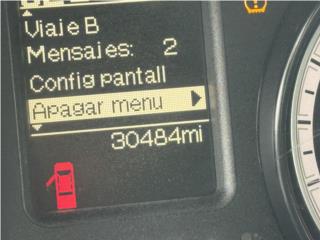 Viaje B
Mensajes: 2
Config pantall
Apagar menu
30484mi